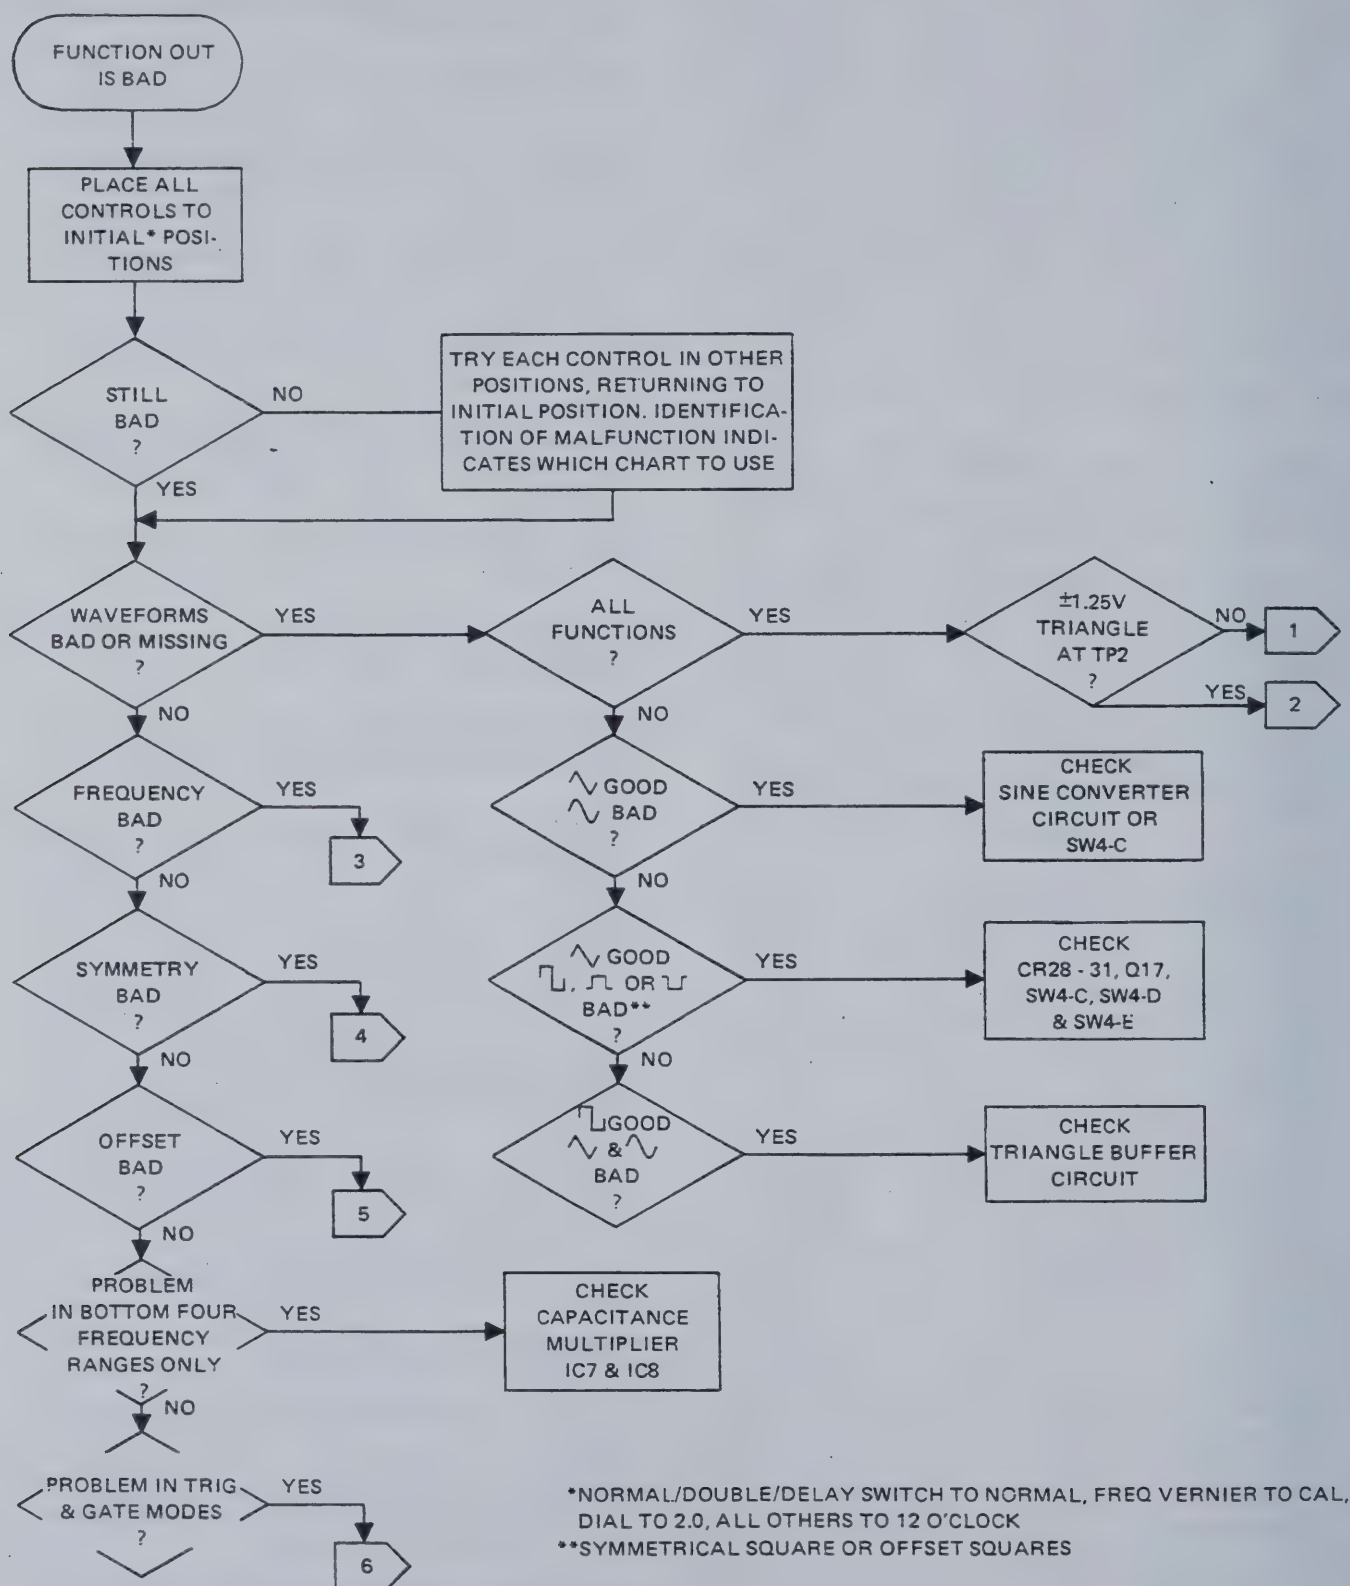 FUNCTION OUT
IS BAD
PLACE ALL
CONTROLS TO
INITIAL* POSI-
TIONS
STILL
BAD
?
NO
YES
TRY EACH CONTROL IN OTHER
POSITIONS, RETURNING TO
INITIAL POSITION. IDENTIFICA-
TION OF MALFUNCTION INDI-
CATES WHICH CHART TO USE
WAVEFORMS
BAD OR MISSING
?
YES
NO
ALL
FUNCTIONS
?
YES
NO
±1.25V
TRIANGLE
AT TP2
?
NO
1
YES
2
FREQUENCY
BAD
?
YES
3
NO
GOOD
BAD
?
YES
NO
CHECK
SINE CONVERTER
CIRCUIT OR
SW4-C
SYMMETRY
BAD
?
YES
4
NO
GOOD
, OR
BAD**
?
YES
NO
CHECK
CR28 - 31, Q17,
SW4-C, SW4-D
& SW4-E
OFFSET
BAD
?
YES
5
NO
GOOD
&
BAD
?
YES
CHECK
TRIANGLE BUFFER
CIRCUIT
PROBLEM
IN BOTTOM FOUR
FREQUENCY
RANGES ONLY
?
YES
NO
CHECK
CAPACITANCE
MULTIPLIER
IC7 & IC8
PROBLEM IN TRIG
& GATE MODES
?
YES
6
*NORMAL/DOUBLE/DELAY SWITCH TO NORMAL, FREQ VERNIER TO CAL,
DIAL TO 2.0, ALL OTHERS TO 12 O'CLOCK
**SYMMETRICAL SQUARE OR OFFSET SQUARES